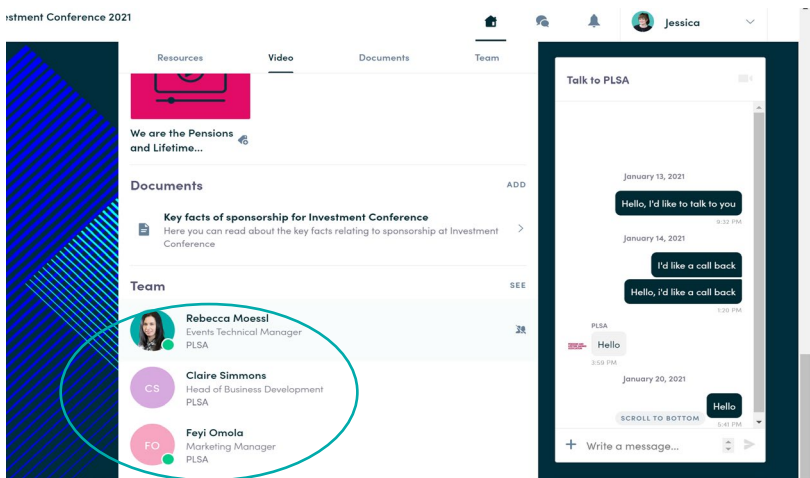 estment Conference 2021
Jessica
Resources Video Documents Team
We are the Pensions
and Lifetime...
Documents ADD
Key facts of sponsorship for Investment Conference
Here you can read about the key facts relating to sponsorship at Investment
Conference
Team SEE
Rebecca Moessl
Events Technical Manager
PLSA
CS
Claire Simmons
Head of Business Development
PLSA
FO
Feyi Omola
Marketing Manager
PLSA
Talk to PLSA
January 13, 2021
Hello, I'd like to talk to you
9:32 PM
January 14, 2021
I'd like a call back
Hello, i'd like a call back
1:20 PM
PLSA
Hello
3:59 PM
January 20, 2021
Hello
SCROLL TO BOTTOM
5:41 PM
Write a message...